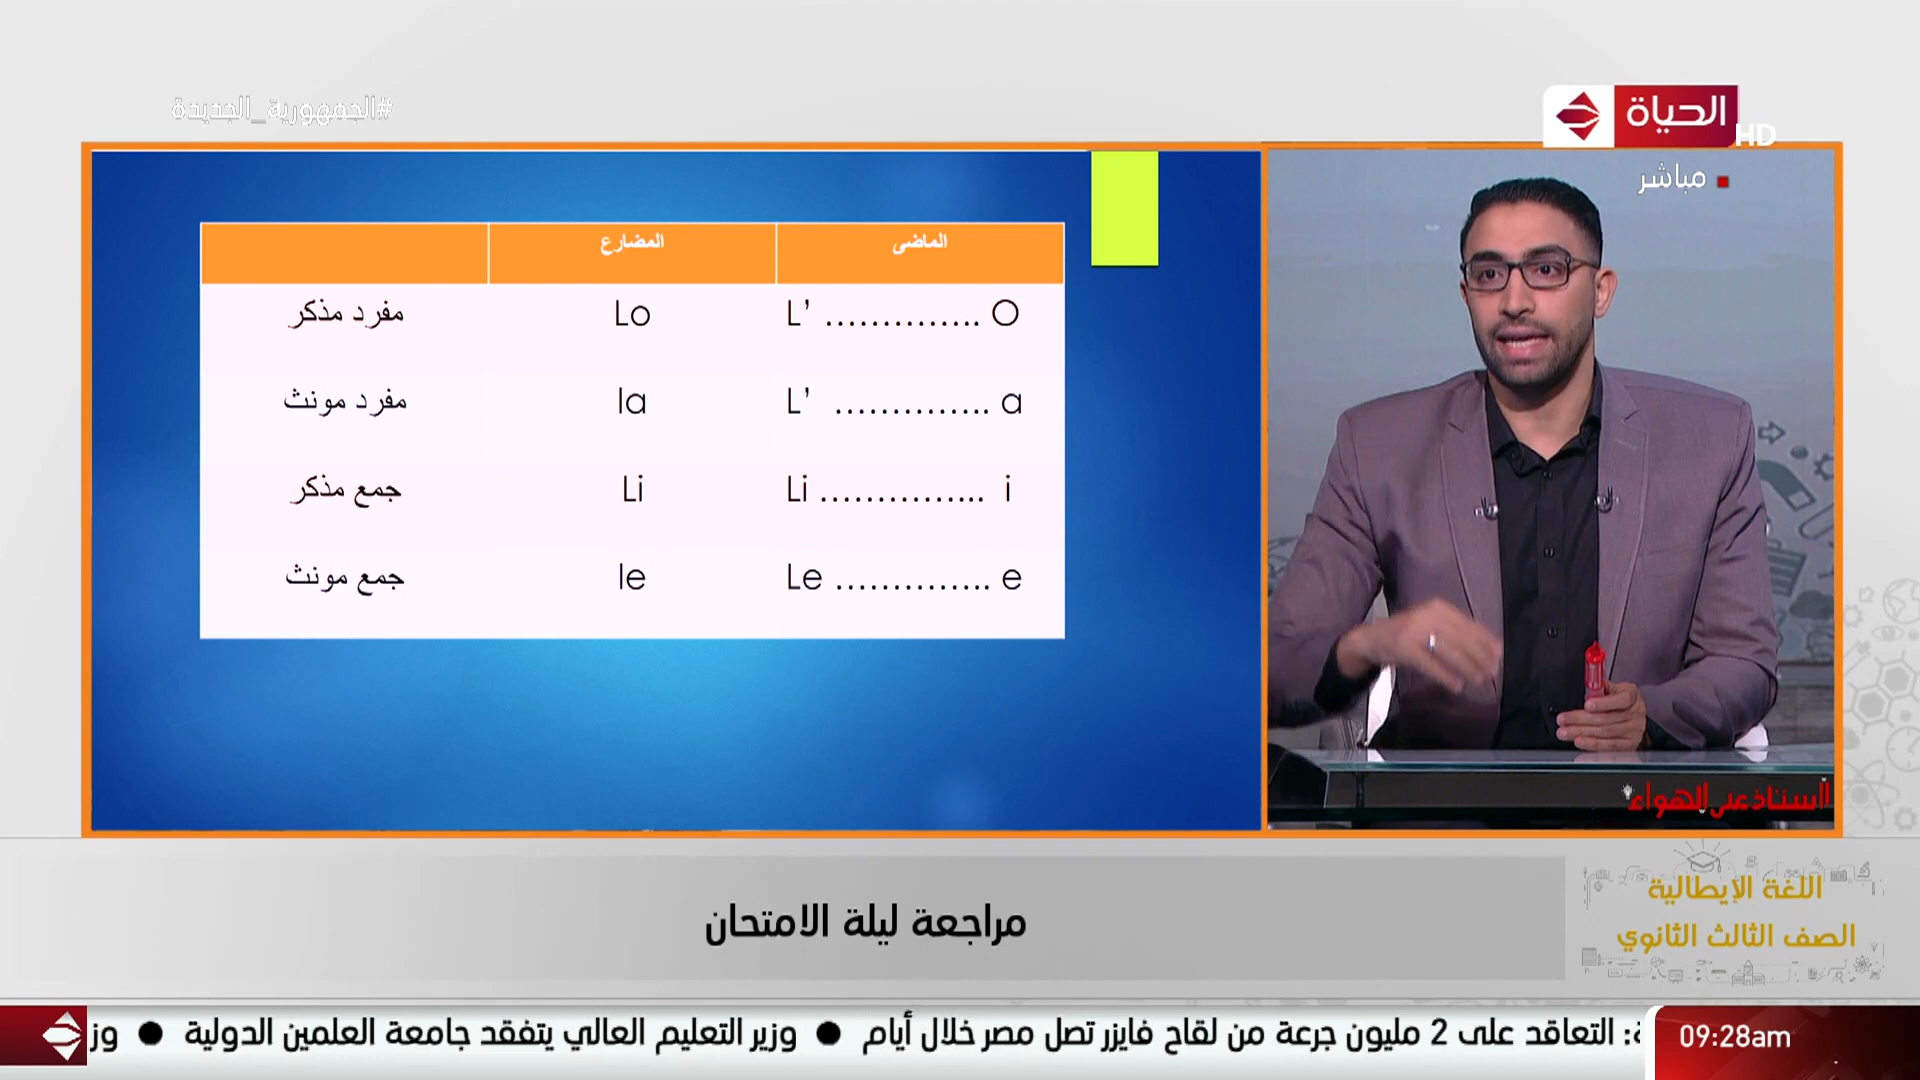 #الجمهورية_الجديدة
الحياة
HD
مباشر
الماضى
المضارع
L’ .............. O
Lo
مفرد مذكر
L’ .............. a
la
مفرد مونث
Li ............... i
Li
جمع مذكر
Le .............. e
le
جمع مونث
أستاذ على الهواء
اللغة الإيطالية
الصف الثالث الثانوي
مراجعة ليلة الامتحان
ة: التعاقد على 2 مليون جرعة من لقاح فايزر تصل مصر خلال أيام ● وزير التعليم العالي يتفقد جامعة العلمين الدولية ● وز
09:28am